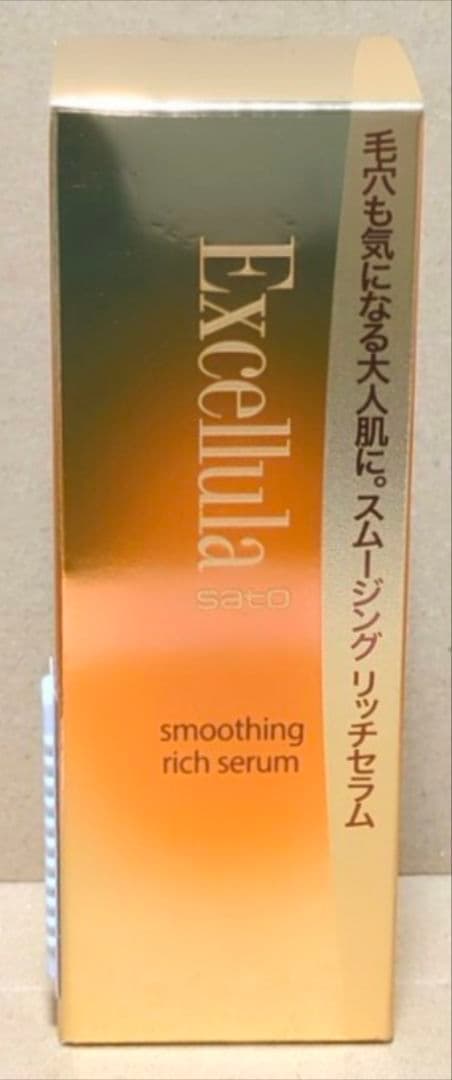 毛穴も気になる大人肌に。スムージング リッチセラム
Excellula
sato
smoothing
rich serum